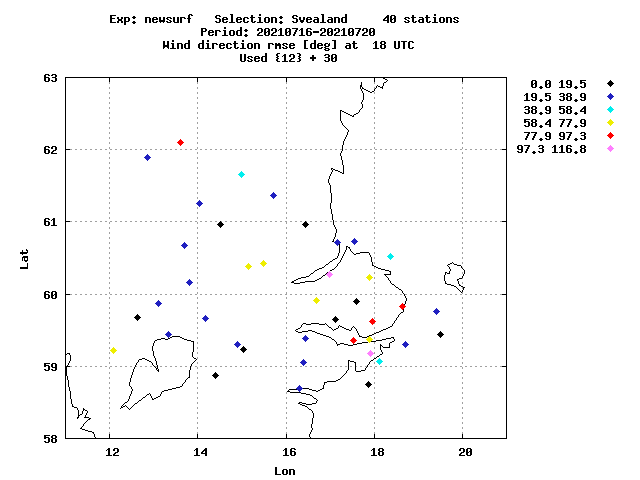 Exp: newsurf   Selection: Svealand     40 stations
Period: 20210716-20210720
Wind direction rmse [deg] at  18 UTC
Used {12} + 30
0.0 19.5
19.5 38.9
38.9 58.4
58.4 77.9
77.9 97.3
97.3 116.8
63
62
61
60
59
58
Lat
12 14 16 18 20
Lon